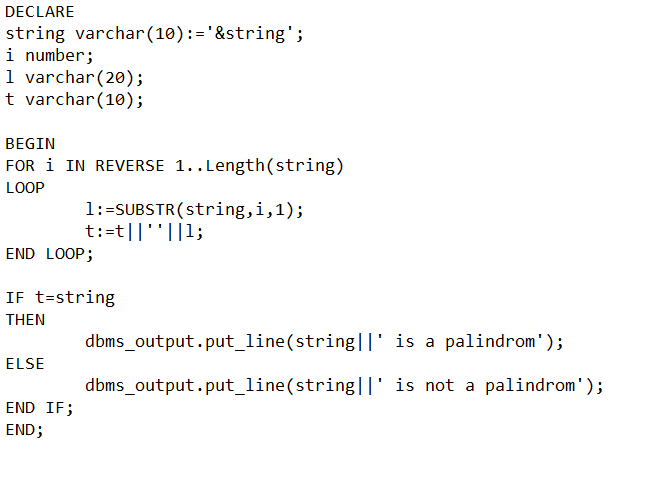 DECLARE
string varchar(10):='&string';
i number;
l varchar(20);
t varchar(10);

BEGIN
FOR i IN REVERSE 1..Length(string)
LOOP
        l:=SUBSTR(string,i,1);
        t:=t||''||l;
END LOOP;

IF t=string
THEN
        dbms_output.put_line(string||' is a palindrom');
ELSE
        dbms_output.put_line(string||' is not a palindrom');
END IF;
END;